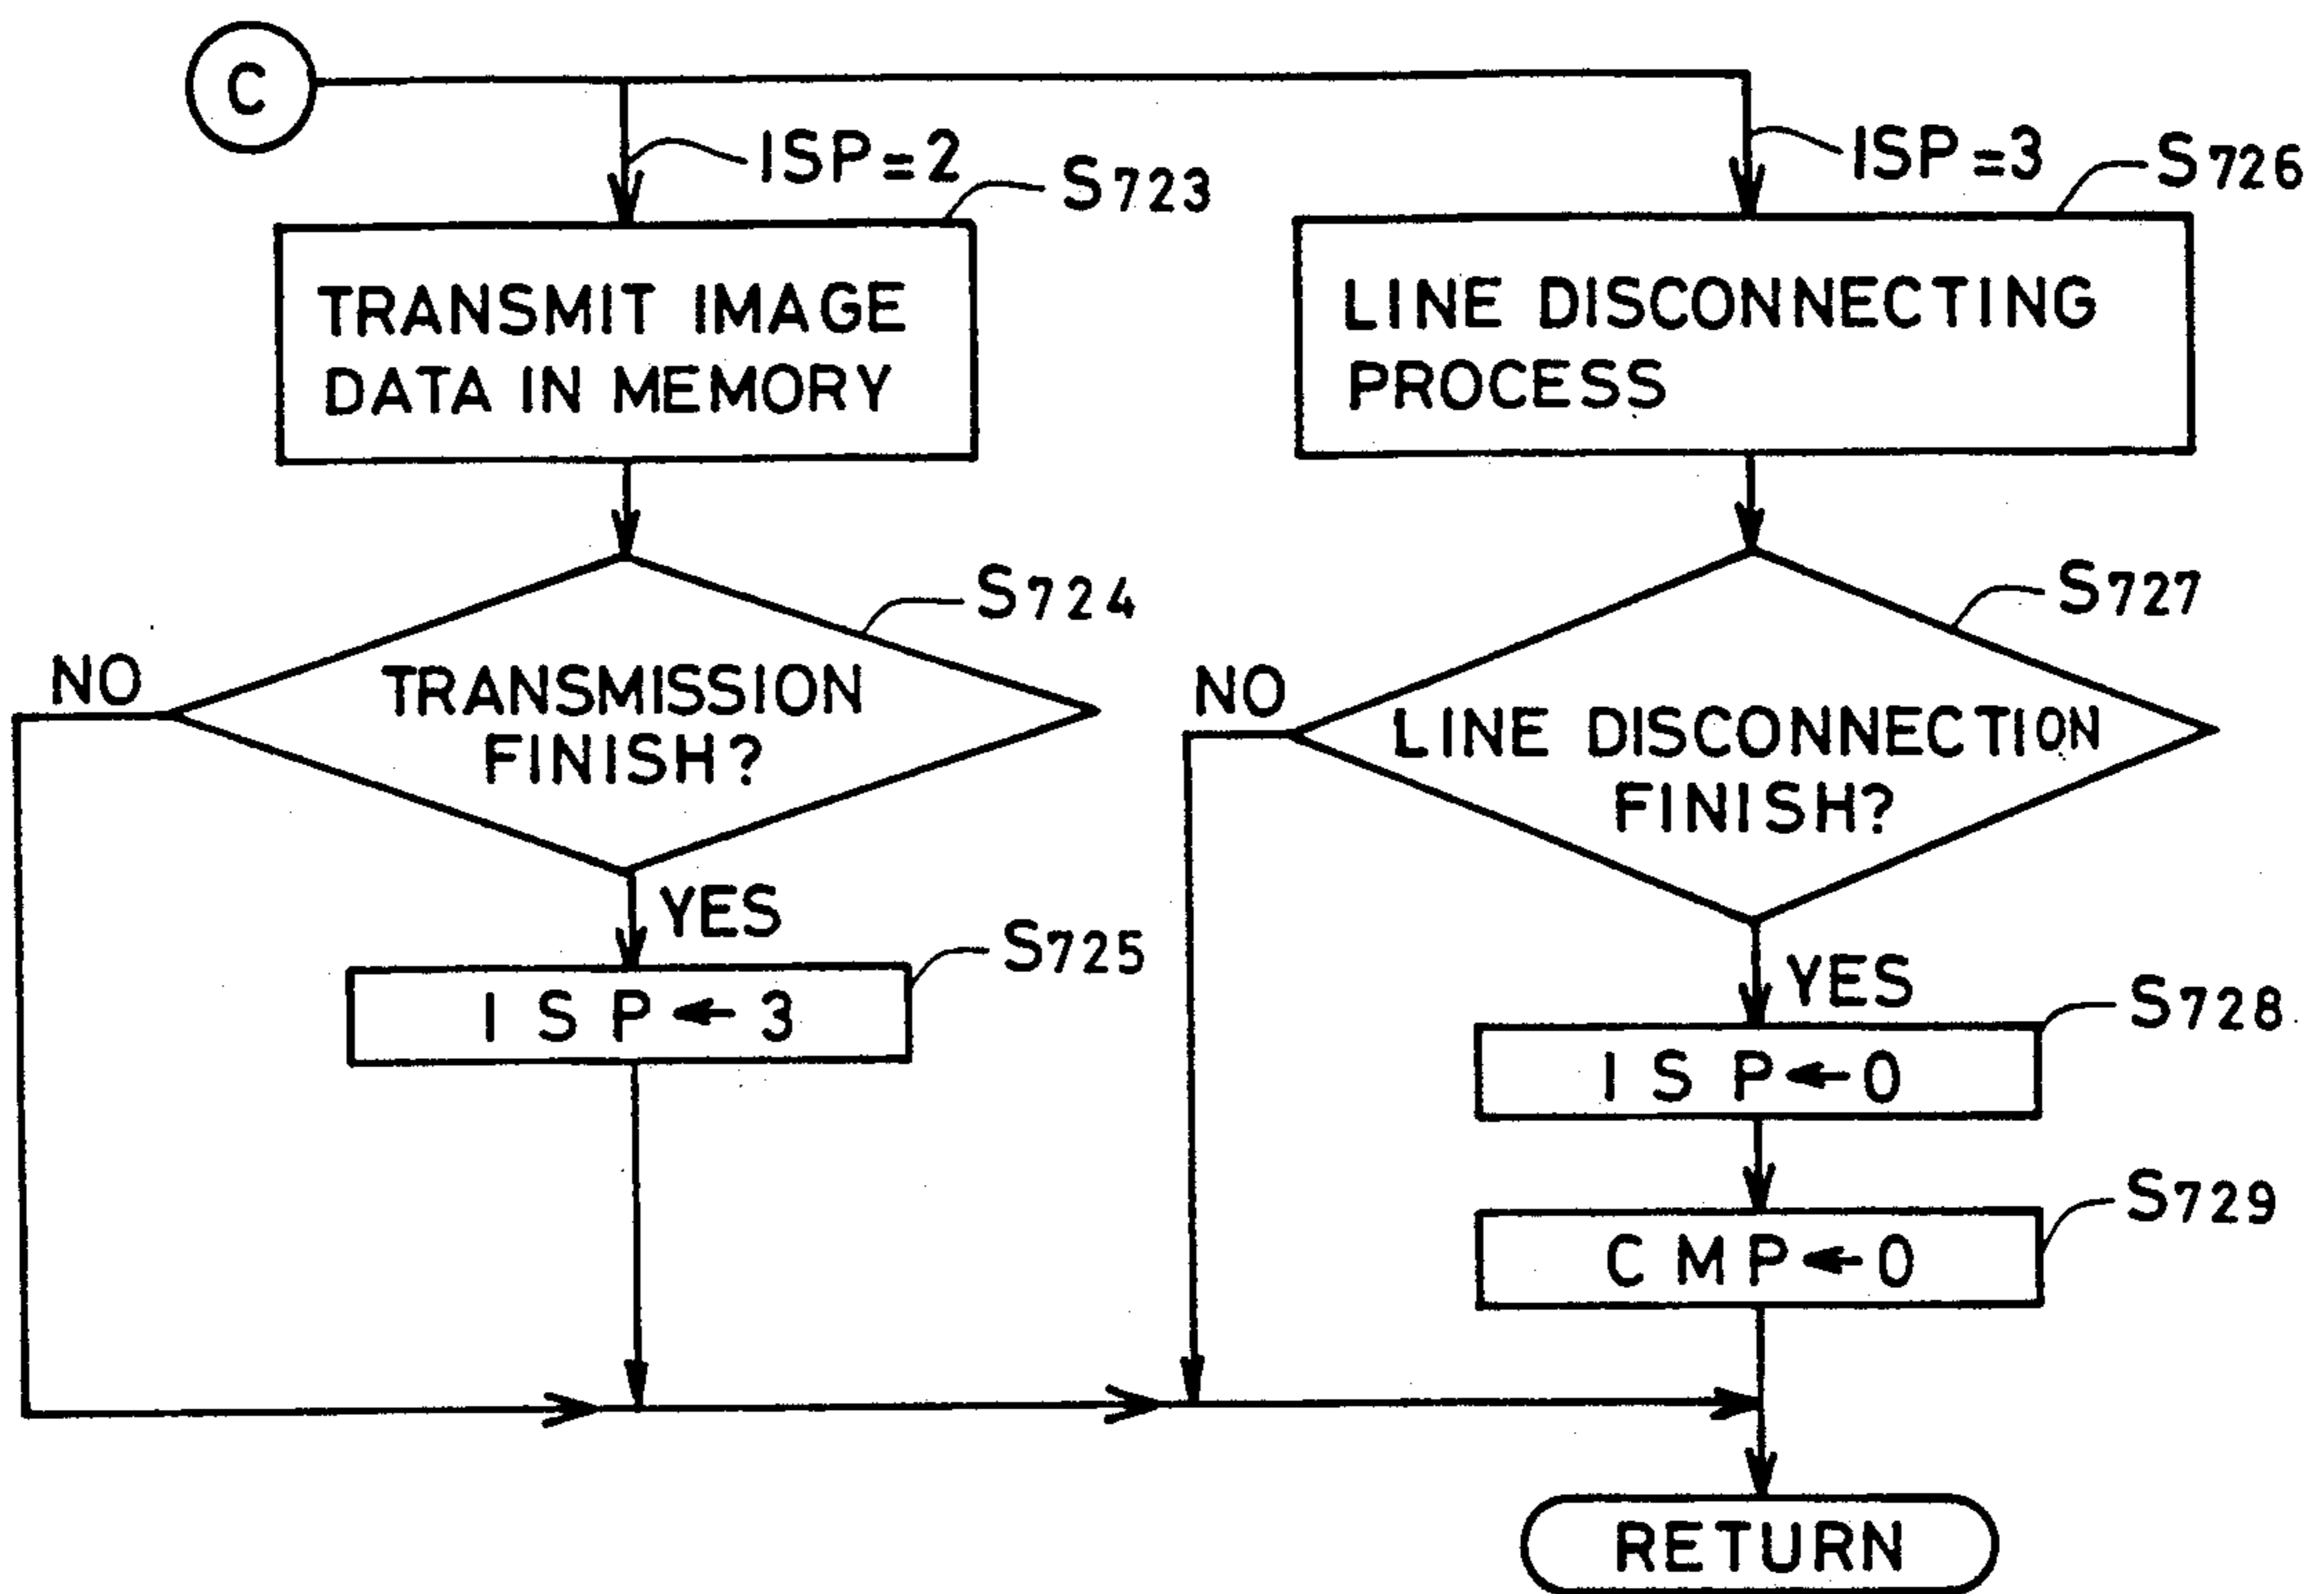 C
ISP=2
S723
ISP=3
S726
TRANSMIT IMAGE
DATA IN MEMORY
LINE DISCONNECTING
PROCESS
S724
NO
TRANSMISSION
FINISH?
YES
S725
ISP←3
S727
NO
LINE DISCONNECTION
FINISH?
YES
S728
ISP←0
S729
CMP←0
RETURN